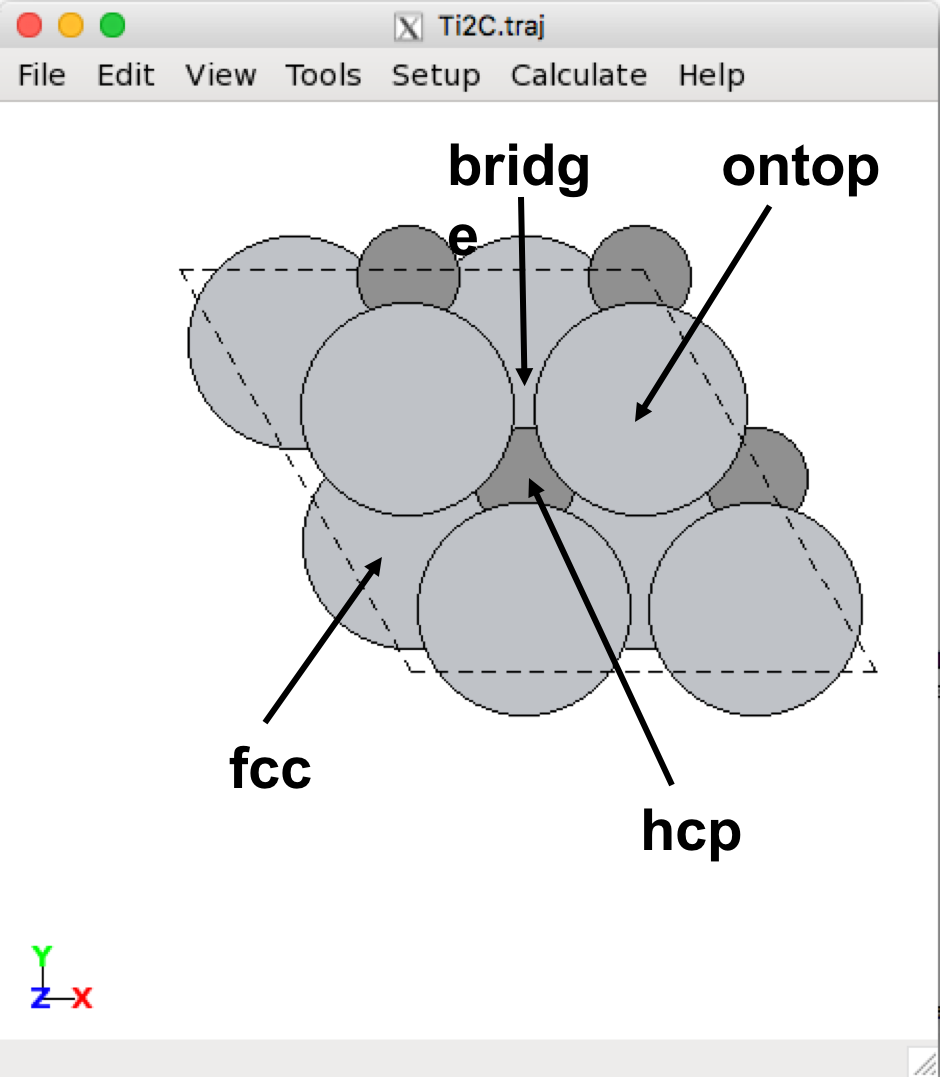 Ti2C.traj
File Edit View Tools Setup Calculate Help
bridg ontop
e
fcc
hcp
Y
Z X